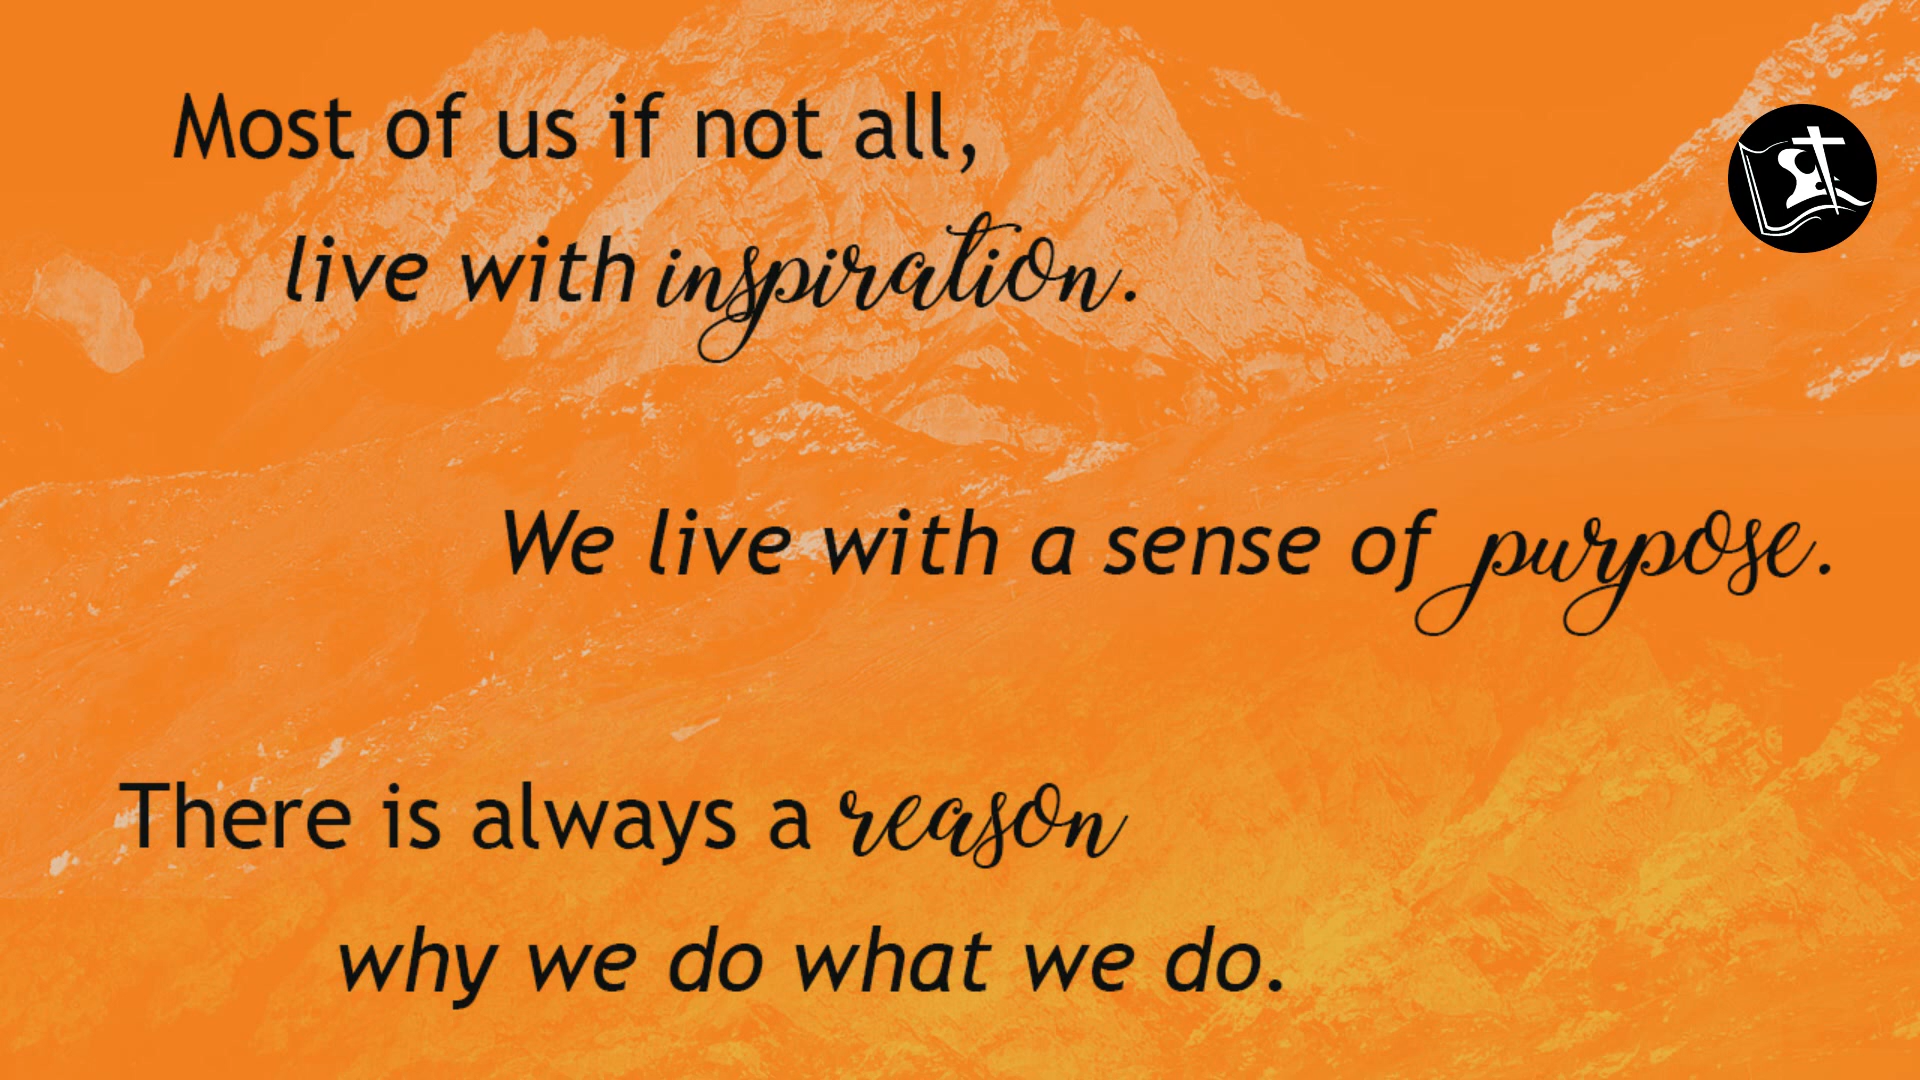 Most of us if not all,
live with inspiration.
We live with a sense of purpose.
There is always a reason
why we do what we do.